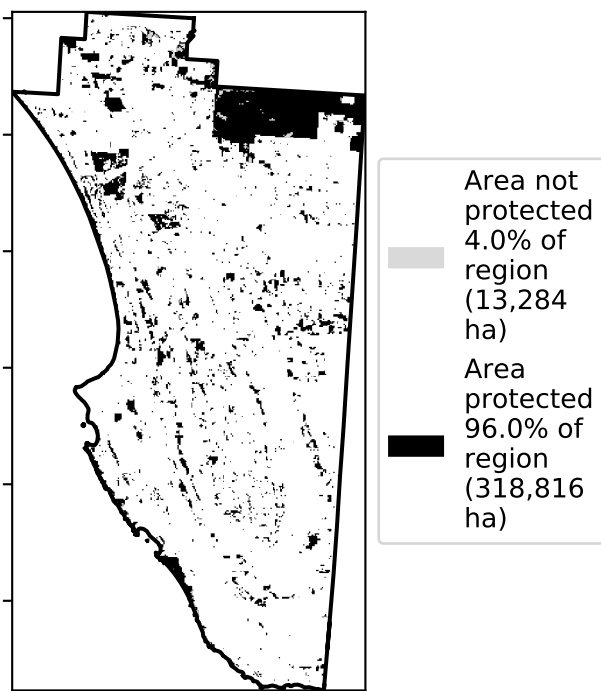 Area not
protected
4.0% of
region
(13,284
ha)
Area
protected
96.0% of
region
(318,816
ha)